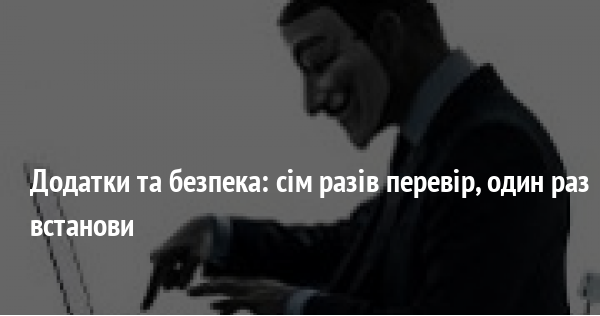 Додатки та безпека: сім разів перевір, один раз
встанови